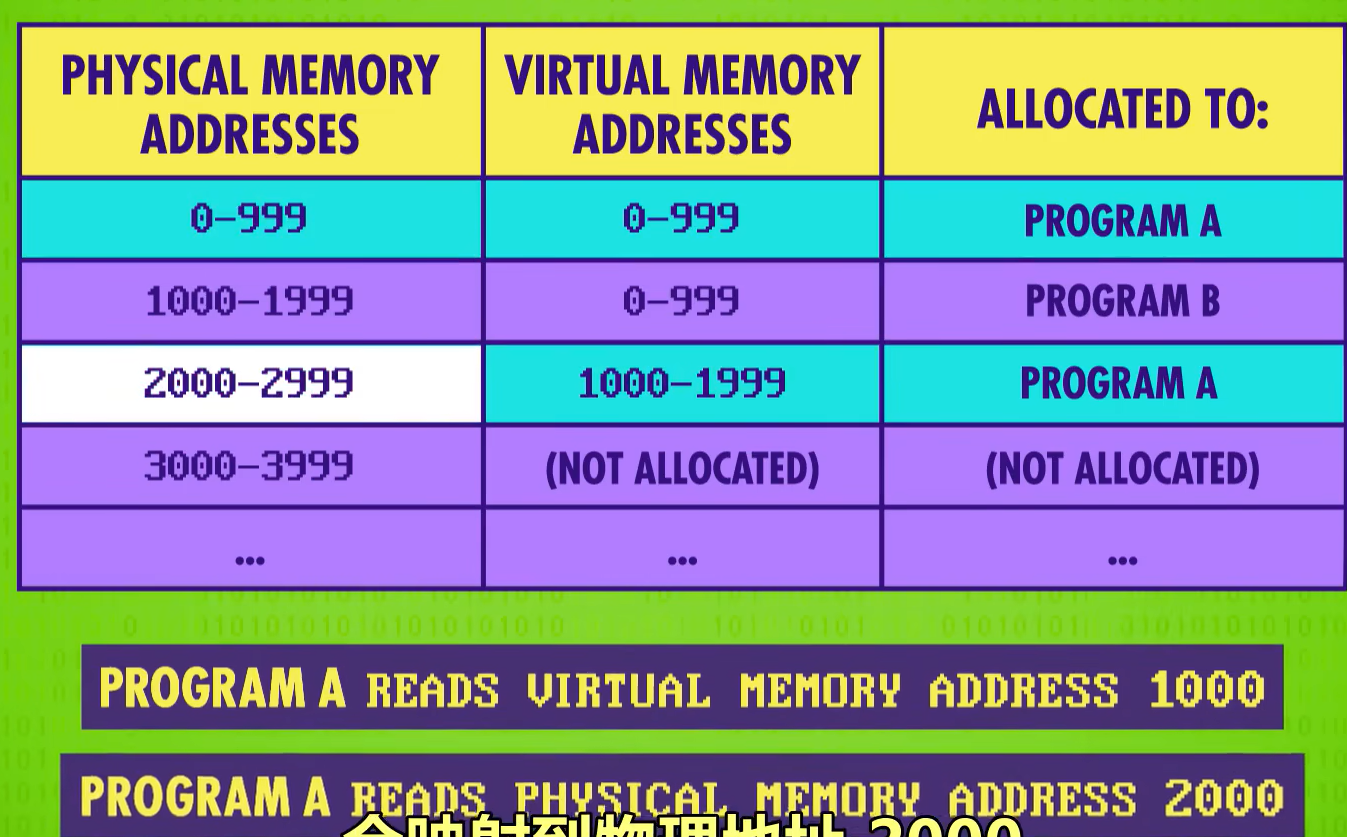 PHYSICAL MEMORY
ADDRESSES
VIRTUAL MEMORY
ADDRESSES
ALLOCATED TO:
0-999
0-999
PROGRAM A
1000-1999
0-999
PROGRAM B
2000-2999
1000-1999
PROGRAM A
3000-3999
(NOT ALLOCATED)
(NOT ALLOCATED)
...
...
...
PROGRAM A READS VIRTUAL MEMORY ADDRESS 1000
PROGRAM A READS PHYSICAL MEMORY ADDRESS 2000
会映射到物理地址 2000